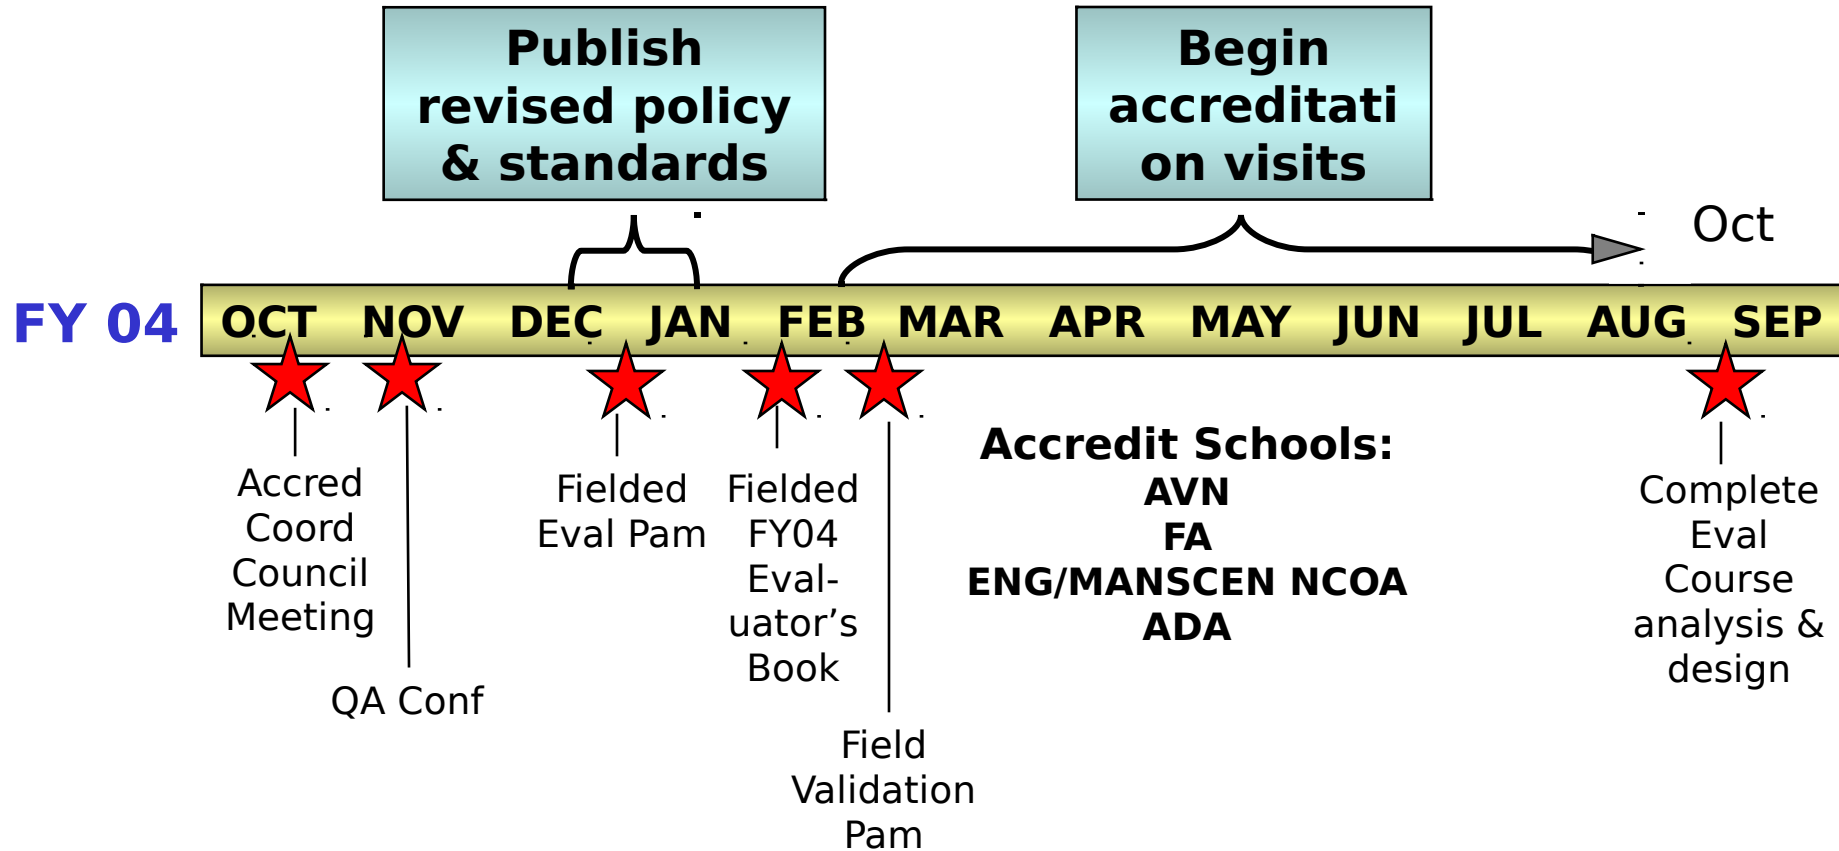 Publish
revised policy
& standards
Begin
accreditati
on visits
Oct
FY 04
OCT NOV DEC JAN FEB MAR APR MAY JUN JUL AUG SEP
Accred
Coord
Council
Meeting
QA Conf
Fielded
Eval Pam
Fielded
FY04
Eval-
uator’s
Book
Field
Validation
Pam
Accredit Schools:
AVN
FA
ENG/MANSCEN NCOA
ADA
Complete
Eval
Course
analysis &
design